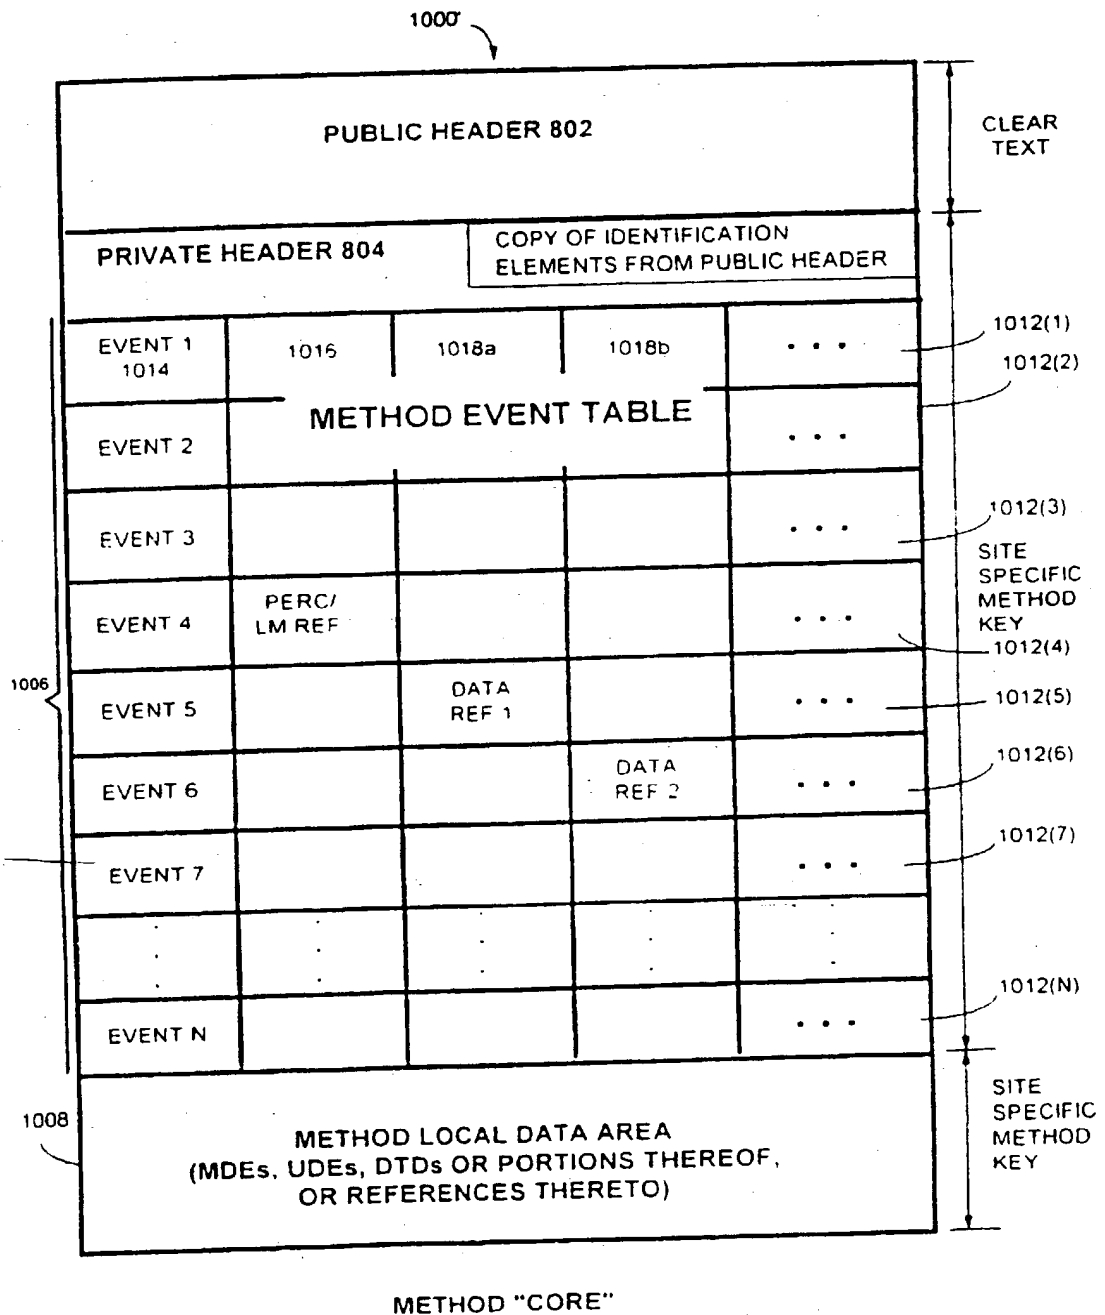 1000
PUBLIC HEADER 802
CLEAR
TEXT
PRIVATE HEADER 804
COPY OF IDENTIFICATION
ELEMENTS FROM PUBLIC HEADER
EVENT 1
1014
1016
1018a
1018b
• • •
1012(1)
1012(2)
METHOD EVENT TABLE
EVENT 2
• • •
EVENT 3
• • •
1012(3)
SITE
SPECIFIC
METHOD
KEY
EVENT 4
PERC/
LM REF
• • •
1012(4)
1006
EVENT 5
DATA
REF 1
• • •
1012(5)
EVENT 6
DATA
REF 2
• • •
1012(6)
EVENT 7
• • •
1012(7)
EVENT N
• • •
1012(N)
1008
METHOD LOCAL DATA AREA
(MDEs, UDEs, DTDs OR PORTIONS THEREOF,
OR REFERENCES THERETO)
SITE
SPECIFIC
METHOD
KEY
METHOD "CORE"